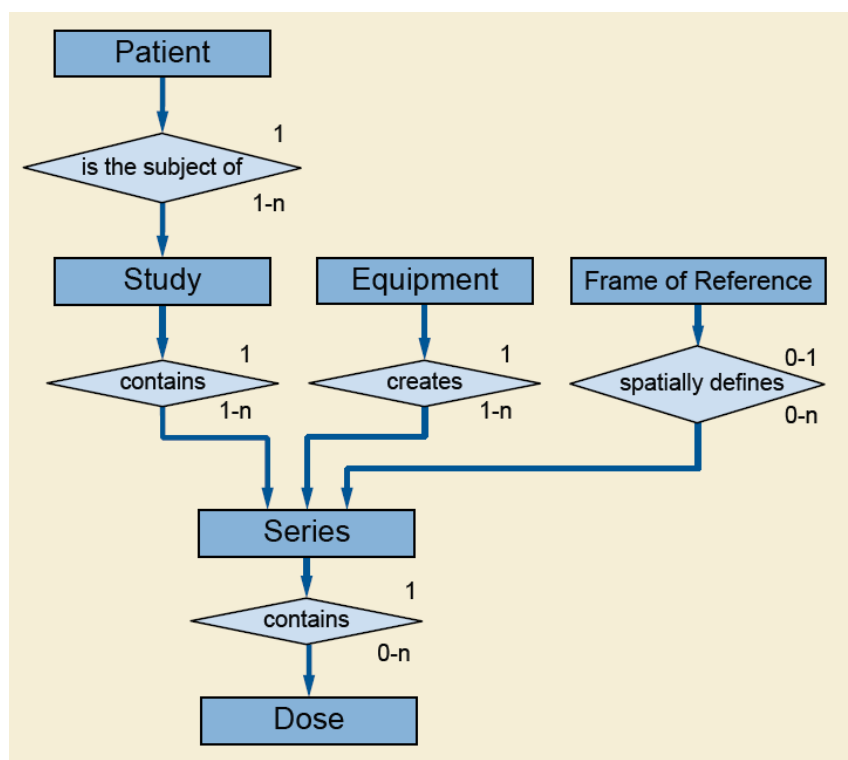 Patient
1
is the subject of
1-n
Study
Equipment
Frame of Reference
1
contains
1-n
1
creates
1-n
0-1
spatially defines
0-n
Series
1
contains
0-n
Dose